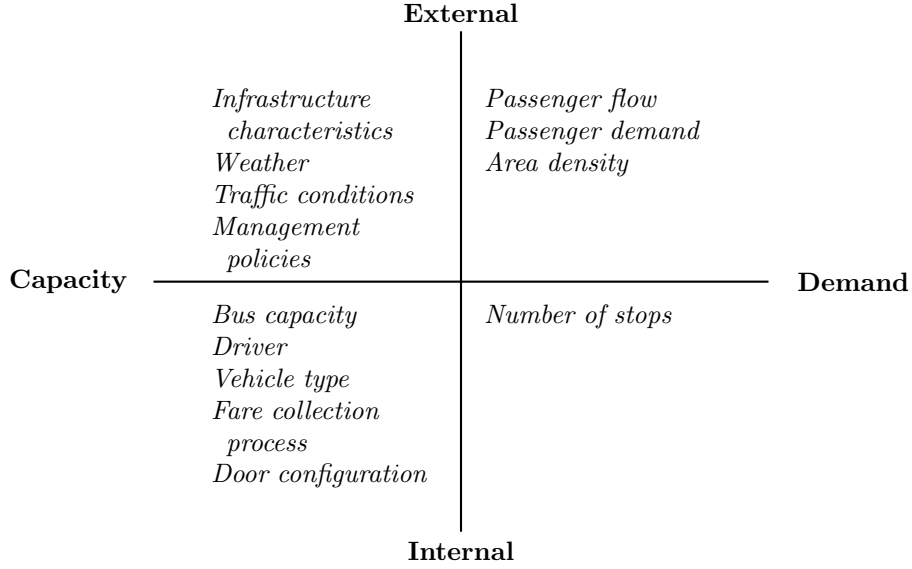 External
Infrastructure
characteristics
Weather
Traffic conditions
Management
policies
Passenger flow
Passenger demand
Area density
Capacity
Demand
Bus capacity
Driver
Vehicle type
Fare collection
process
Door configuration
Number of stops
Internal